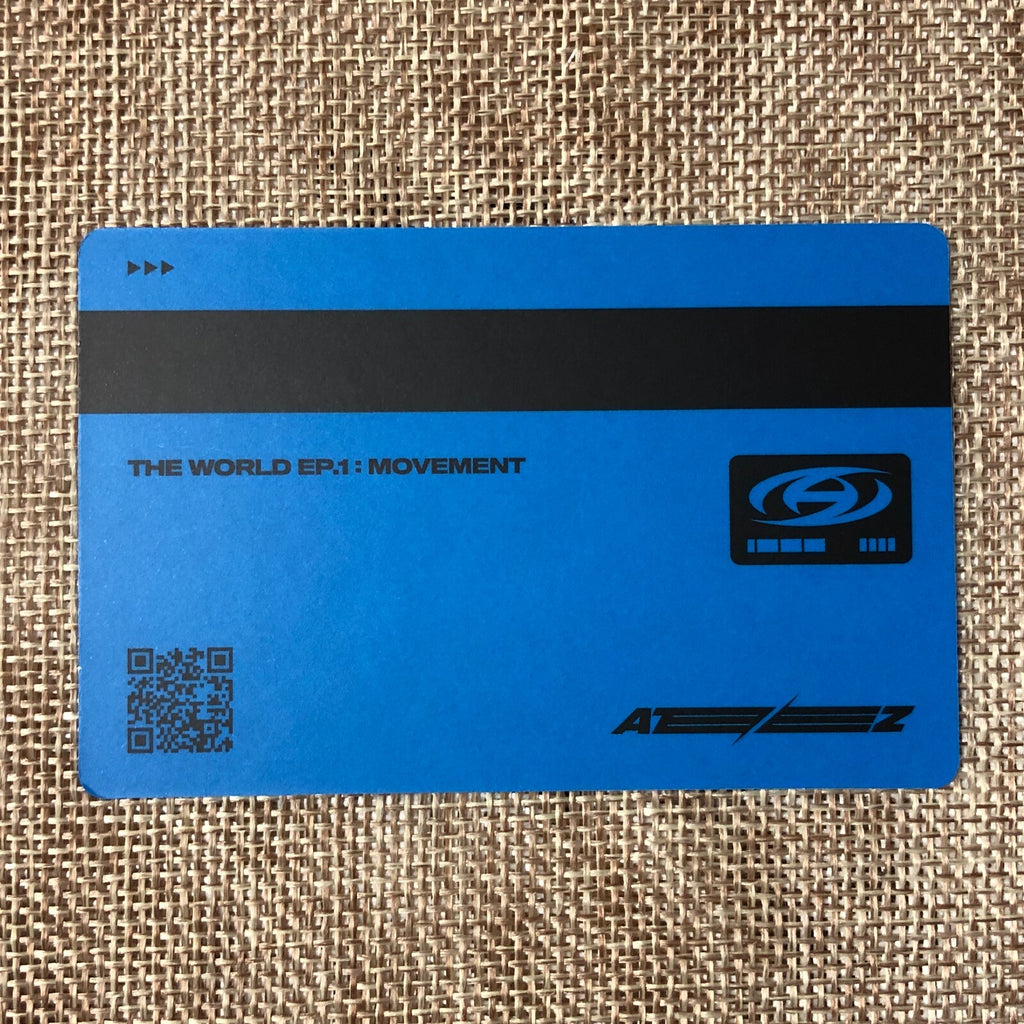 THE WORLD EP.1 : MOVEMENT
ATEEZ